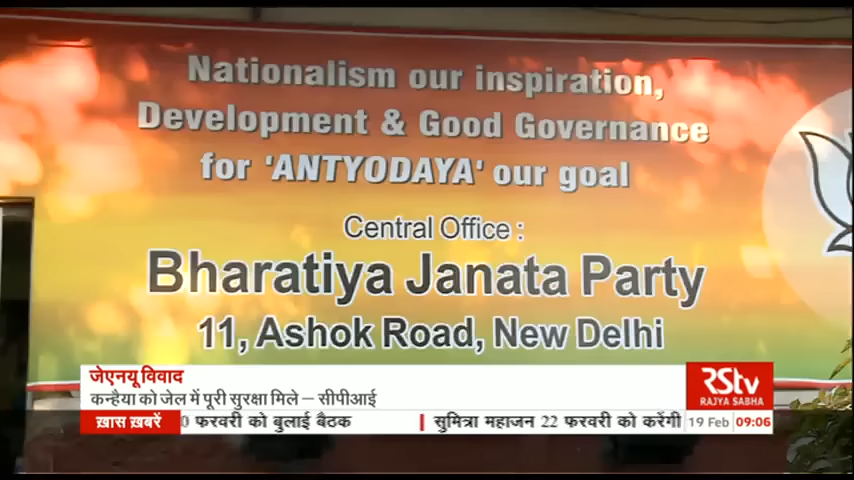 Nationalism our inspiration,
Development & Good Governance
for 'ANTYODAYA' our goal
Central Office :
Bharatiya Janata Party
11, Ashok Road, New Delhi
जेएनयू विवाद
कन्हैया को जेल में पूरी सुरक्षा मिले – सीपीआई
RStv
RAJYA SABHA
ख़ास ख़बरें
0 फरवरी को बुलाई बैठक
सुमित्रा महाजन 22 फरवरी को करेंगी
19 Feb
09:06